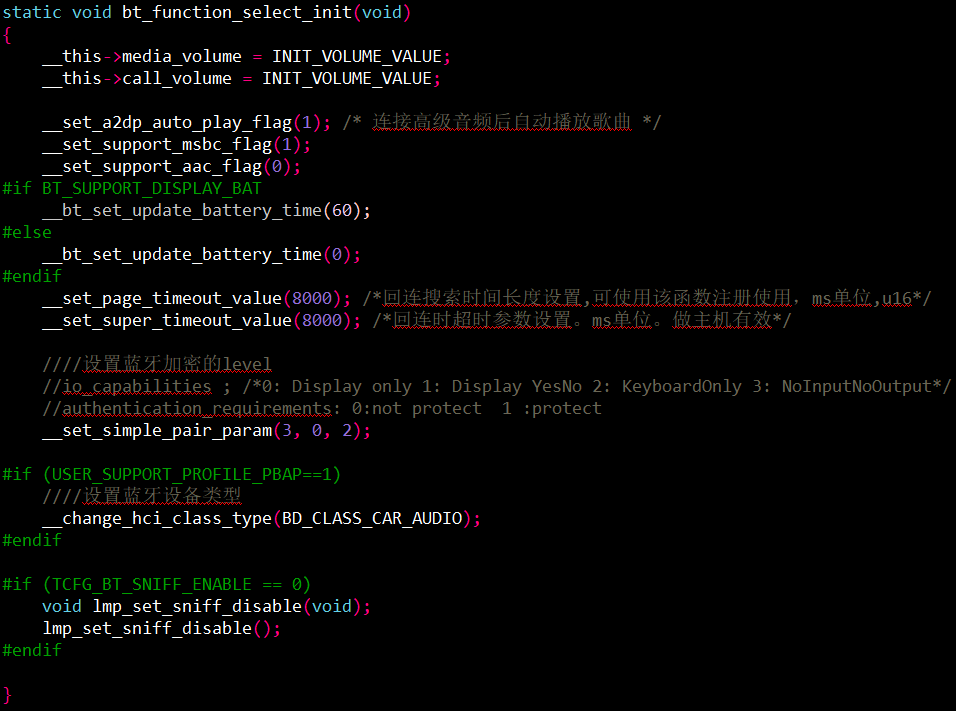 static void bt_function_select_init(void)
{
    __this->media_volume = INIT_VOLUME_VALUE;
    __this->call_volume = INIT_VOLUME_VALUE;

    __set_a2dp_auto_play_flag(1); /* 连接高级音频后自动播放歌曲 */
    __set_support_msbc_flag(1);
    __set_support_aac_flag(0);
#if BT_SUPPORT_DISPLAY_BAT
    __bt_set_update_battery_time(60);
#else
    __bt_set_update_battery_time(0);
#endif
    __set_page_timeout_value(8000); /*回连搜索时间长度设置,可使用该函数注册使用，ms单位,u16*/
    __set_super_timeout_value(8000); /*回连时超时参数设置。ms单位。做主机有效*/

    ////设置蓝牙加密的level
    //io_capabilities ; /*0: Display only 1: Display YesNo 2: KeyboardOnly 3: NoInputNoOutput*/
    //authentication_requirements: 0:not protect  1 :protect
    __set_simple_pair_param(3, 0, 2);

#if (USER_SUPPORT_PROFILE_PBAP==1)
    ////设置蓝牙设备类型
    __change_hci_class_type(BD_CLASS_CAR_AUDIO);
#endif

#if (TCFG_BT_SNIFF_ENABLE == 0)
    void lmp_set_sniff_disable(void);
    lmp_set_sniff_disable();
#endif

}